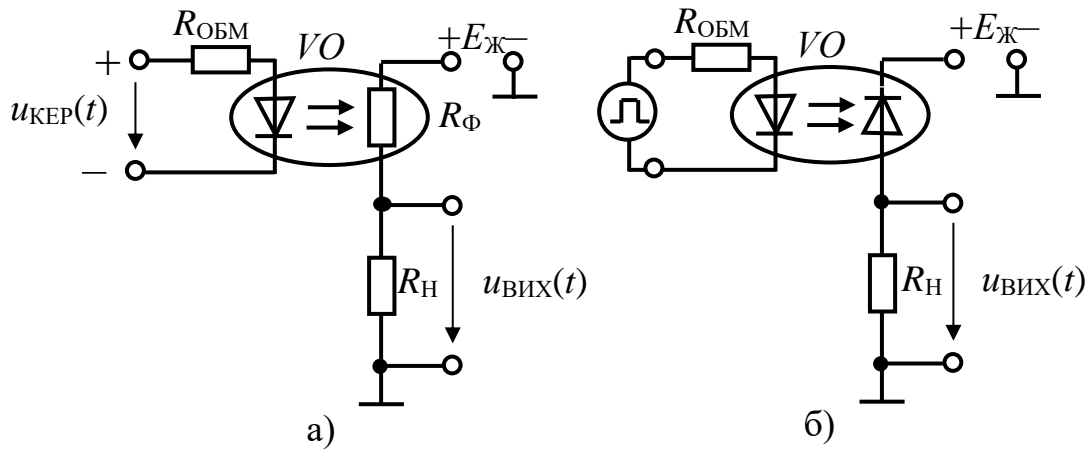 R_ОБМ
VO
+E_Ж–
+
u_КЕР(t)
R_Ф
–
R_Н
u_ВИХ(t)
а)
R_ОБМ
VO
+E_Ж–
R_Н
u_ВИХ(t)
б)